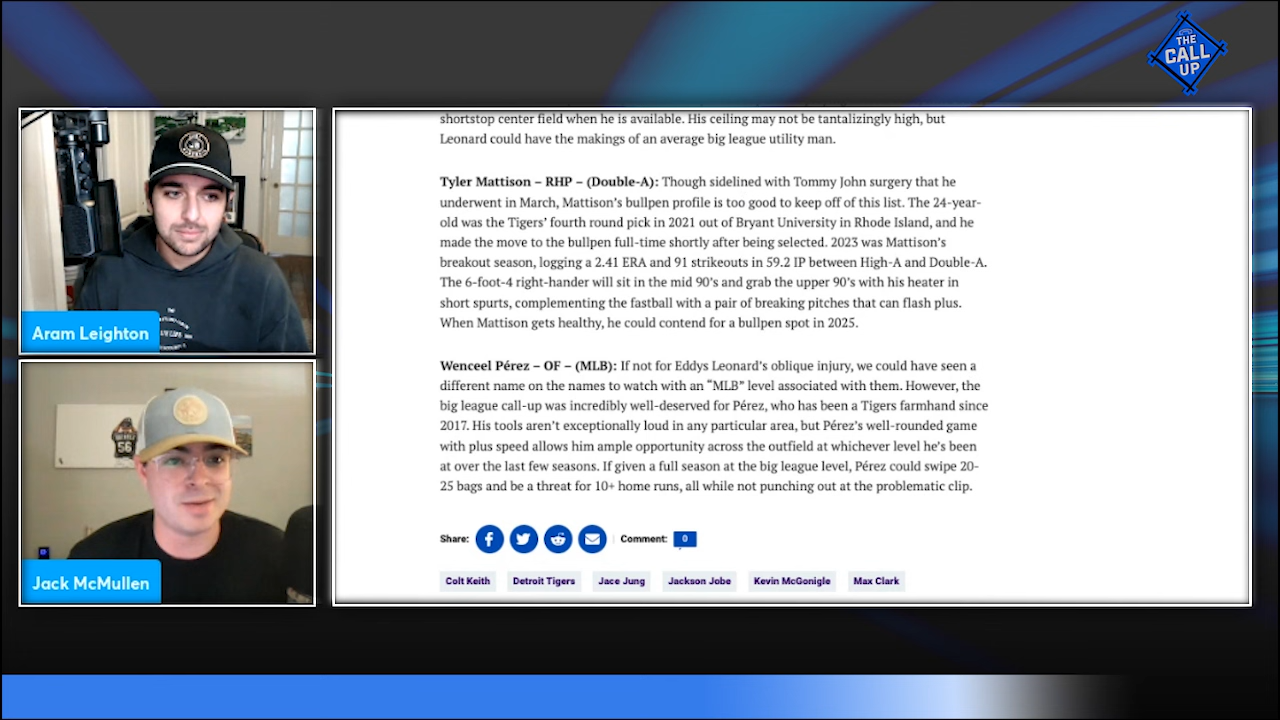 THE
CALL
UP
shortstop center field when he is available. His ceiling may not be tantalizingly high, but
Leonard could have the makings of an average big league utility man.
Tyler Mattison – RHP – (Double-A): Though sidelined with Tommy John surgery that he
underwent in March, Mattison's bullpen profile is too good to keep off of this list. The 24-year-
old was the Tigers' fourth round pick in 2021 out of Bryant University in Rhode Island, and he
made the move to the bullpen full-time shortly after being selected. 2023 was Mattison's
breakout season, logging a 2.41 ERA and 91 strikeouts in 59.2 IP between High-A and Double-A.
The 6-foot-4 right-hander will sit in the mid 90's and grab the upper 90's with his heater in
short spurts, complementing the fastball with a pair of breaking pitches that can flash plus.
When Mattison gets healthy, he could contend for a bullpen spot in 2025.
Wenceel Pérez – OF – (MLB): If not for Eddys Leonard's oblique injury, we could have seen a
different name on the names to watch with an “MLB” level associated with them. However, the
big league call-up was incredibly well-deserved for Pérez, who has been a Tigers farmhand since
2017. His tools aren't exceptionally loud in any particular area, but Pérez's well-rounded game
with plus speed allows him ample opportunity across the outfield at whichever level he's been
at over the last few seasons. If given a full season at the big league level, Pérez could swipe 20-
25 bags and be a threat for 10+ home runs, all while not punching out at the problematic clip.
Share: Comment: 0
Colt Keith Detroit Tigers Jace Jung Jackson Jobe Kevin McGonigle Max Clark
Aram Leighton
56
Jack McMullen